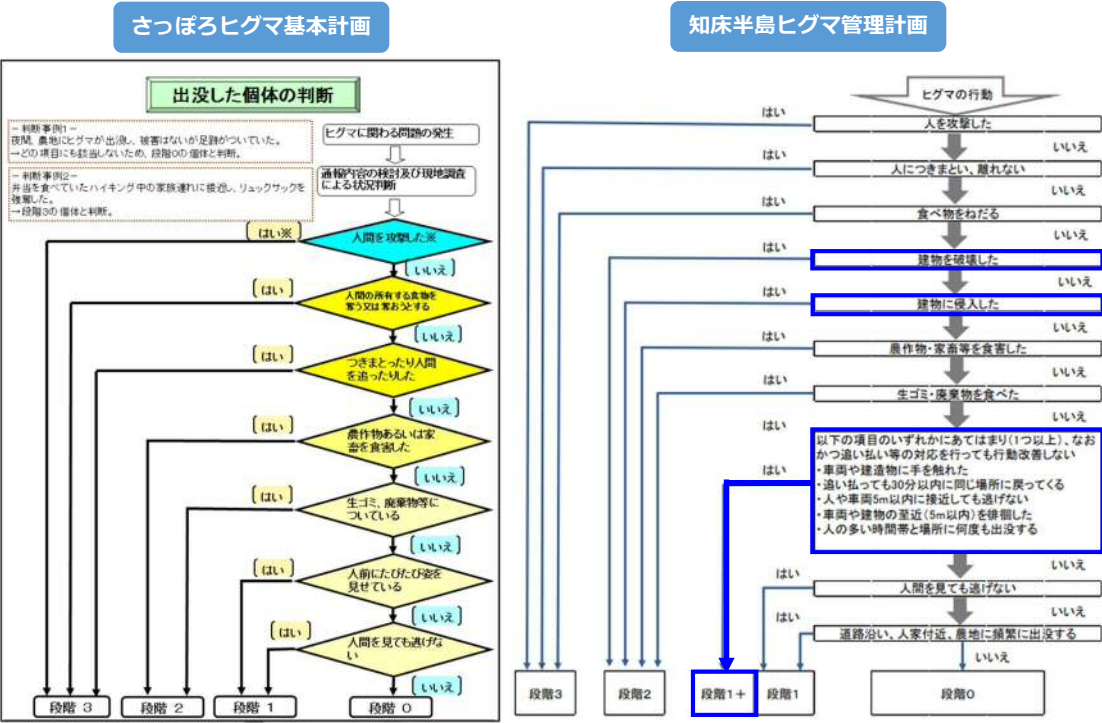 さっぽろヒグマ基本計画
出没した個体の判断
－判断事例1－
夜間、農地にヒグマが出没し、被害はないが足跡がついていた。
→どの項目にも該当しないため、段階0の個体と判断。
－判断事例2－
弁当を食べていたハイキング中の家族連れに接近し、リュックサックを
強奪した。
→段階3の個体と判断。
ヒグマに関わる問題の発生
通報内容の検討及び現地調査
による状況判断
はい※
人間を攻撃した※
いいえ
はい
人間の所有する食物を
奪う又は奪おうとする
いいえ
はい
つきまとったり人間
を追ったりした
いいえ
はい
農作物あるいは家
畜を食害した
いいえ
はい
生ゴミ、廃棄物等に
ついている
いいえ
はい
人前にたびたび姿を
見せている
いいえ
はい
人間を見ても逃げな
い
いいえ
段階 3
段階 2
段階 1
段階 0
知床半島ヒグマ管理計画
ヒグマの行動
はい
人を攻撃した
いいえ
はい
人につきまとい、離れない
いいえ
はい
食べ物をねだる
いいえ
はい
建物を破壊した
いいえ
はい
建物に侵入した
いいえ
はい
農作物・家畜等を食害した
いいえ
はい
生ゴミ・廃棄物を食べた
いいえ
はい
以下の項目のいずれかにあてはまり（1つ以上）、なお
かつ追い払い等の対応を行っても行動改善しない
・車両や建造物に手を触れた
はい
・追い払っても30分以内に同じ場所に戻ってくる
・人や車両5m以内に接近しても逃げない
・車両や建物の至近（5m以内）を徘徊した
・人の多い時間帯と場所に何度も出没する
いいえ
はい
人間を見ても逃げない
いいえ
はい
道路沿い、人家付近、農地に頻繁に出没する
いいえ
段階3
段階2
段階1＋
段階1
段階0